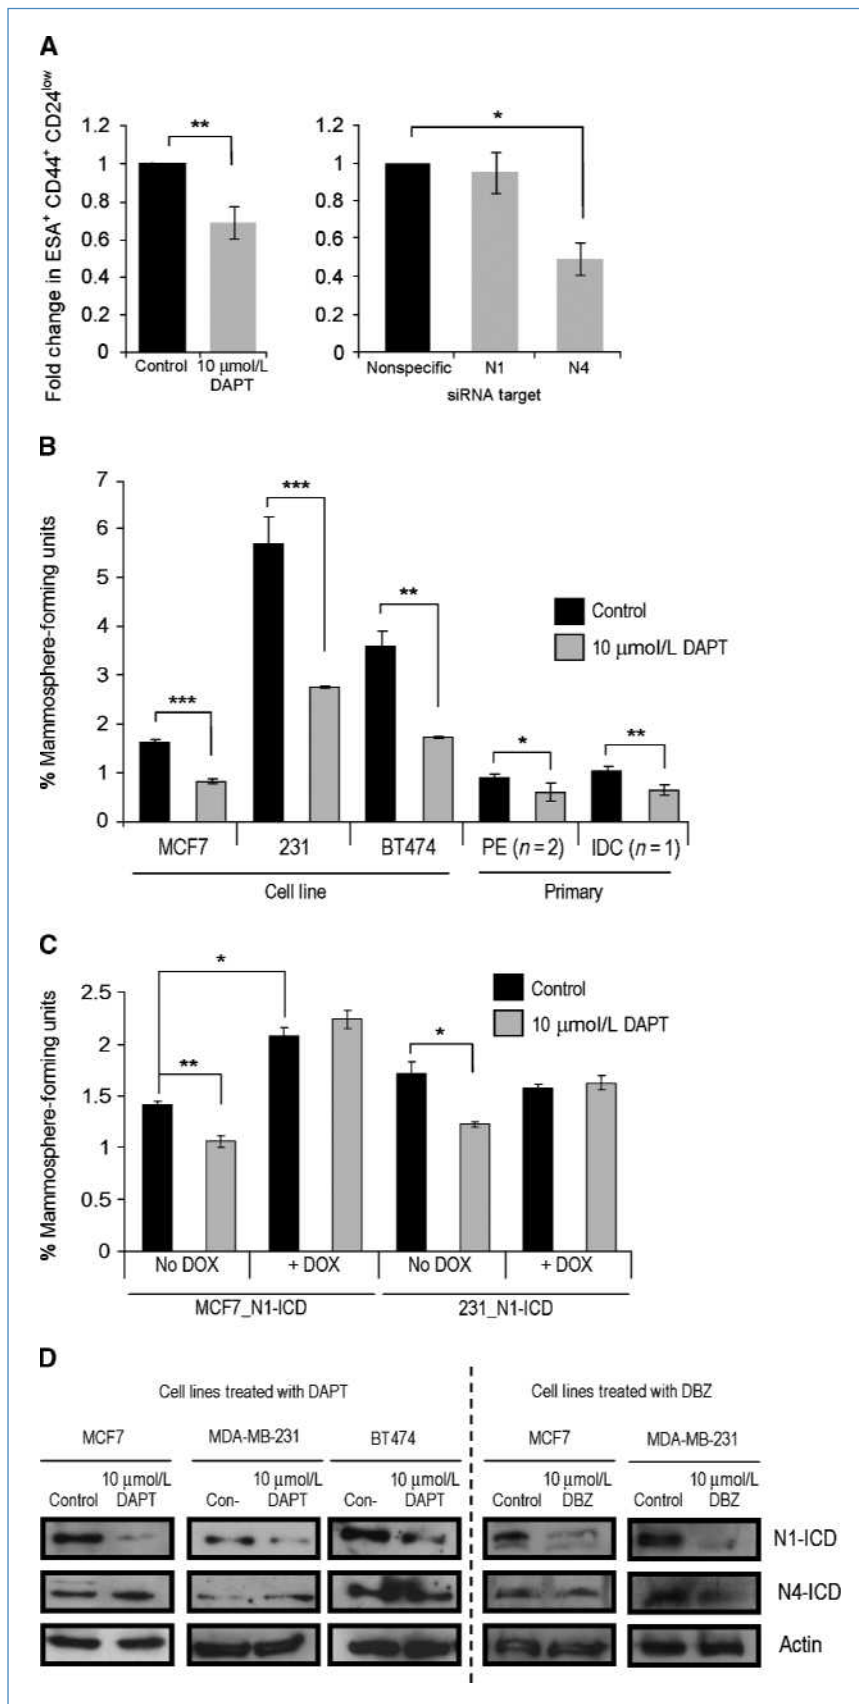 A
Fold change in ESA⁺ CD44⁺ CD24ˡᵒʷ
1.2
1
0.8
0.6
0.4
0.2
0
**
Control
10 μmol/L
DAPT
1.2
1
0.8
0.6
0.4
0.2
0
*
Nonspecific N1 N4
siRNA target
B
% Mammosphere-forming units
7
6
5
4
3
2
1
0
***
***
**
*
**
Control
10 μmol/L DAPT
MCF7 231 BT474 PE (n = 2) IDC (n = 1)
Cell line Primary
C
% Mammosphere-forming units
2.5
2
1.5
1
0.5
0
*
**
*
Control
10 μmol/L DAPT
No DOX + DOX No DOX + DOX
MCF7_N1-ICD 231_N1-ICD
D
Cell lines treated with DAPT Cell lines treated with DBZ
MCF7 MDA-MB-231 BT474 MCF7 MDA-MB-231
Control 10 μmol/L DAPT
Con- 10 μmol/L DAPT
Con- 10 μmol/L DAPT
Control 10 μmol/L DBZ
Control 10 μmol/L DBZ
N1-ICD
N4-ICD
Actin